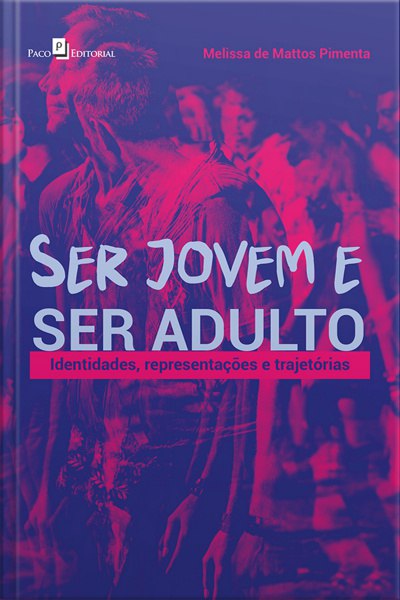 PACO P EDITORIAL
Melissa de Mattos Pimenta
SER JOVEM E
SER ADULTO
Identidades, representações e trajetórias